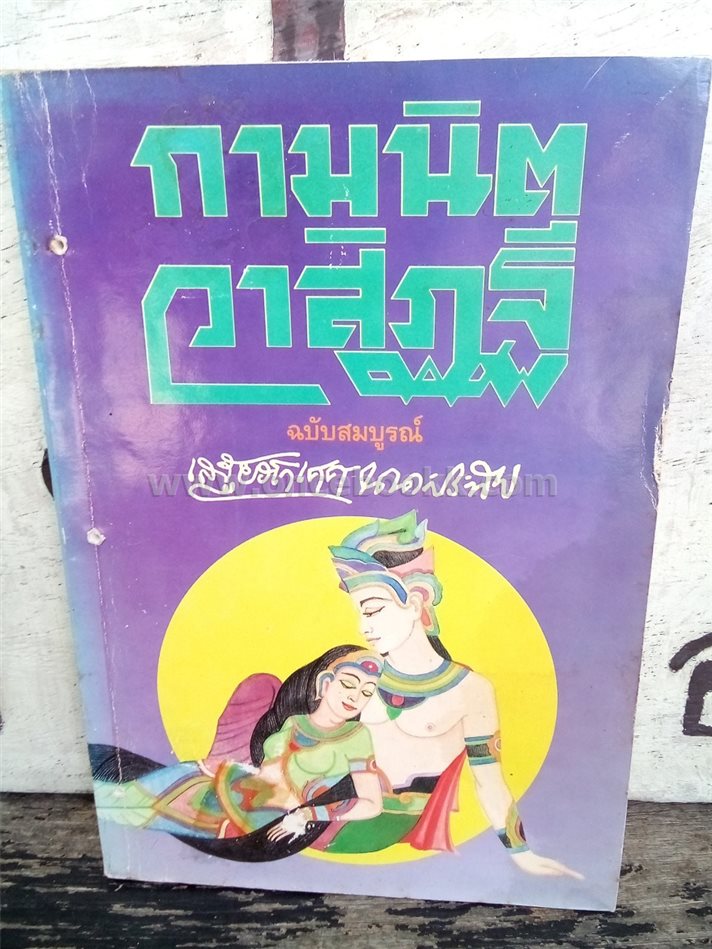 กามนิต
วาสิฏฐี
ฉบับสมบูรณ์
เสฐียรโกเศศ นาคะประทีป